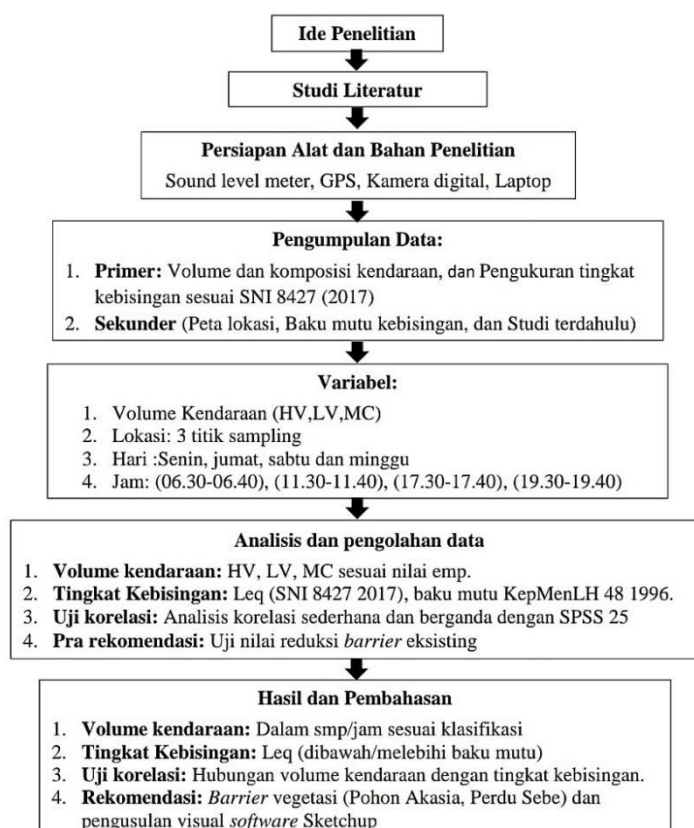 Ide Penelitian
Studi Literatur
Persiapan Alat dan Bahan Penelitian
Sound level meter, GPS, Kamera digital, Laptop
Pengumpulan Data:
1. Primer: Volume dan komposisi kendaraan, dan Pengukuran tingkat
kebisingan sesuai SNI 8427 (2017)
2. Sekunder (Peta lokasi, Baku mutu kebisingan, dan Studi terdahulu)
Variabel:
1. Volume Kendaraan (HV,LV,MC)
2. Lokasi: 3 titik sampling
3. Hari :Senin, jumat, sabtu dan minggu
4. Jam: (06.30-06.40), (11.30-11.40), (17.30-17.40), (19.30-19.40)
Analisis dan pengolahan data
1. Volume kendaraan: HV, LV, MC sesuai nilai emp.
2. Tingkat Kebisingan: Leq (SNI 8427 2017), baku mutu KepMenLH 48 1996.
3. Uji korelasi: Analisis korelasi sederhana dan berganda dengan SPSS 25
4. Pra rekomendasi: Uji nilai reduksi barrier eksisting
Hasil dan Pembahasan
1. Volume kendaraan: Dalam smp/jam sesuai klasifikasi
2. Tingkat Kebisingan: Leq (dibawah/melebihi baku mutu)
3. Uji korelasi: Hubungan volume kendaraan dengan tingkat kebisingan.
4. Rekomendasi: Barrier vegetasi (Pohon Akasia, Perdu Sebe) dan
pengusulan visual software Sketchup